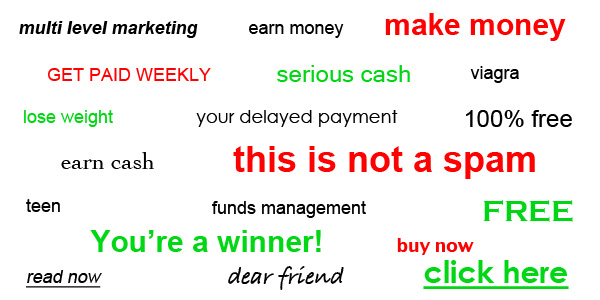 multi level marketing earn money make money
GET PAID WEEKLY serious cash viagra
lose weight your delayed payment 100% free
earn cash this is not a spam
teen funds management FREE
You're a winner! buy now
read now dear friend click here